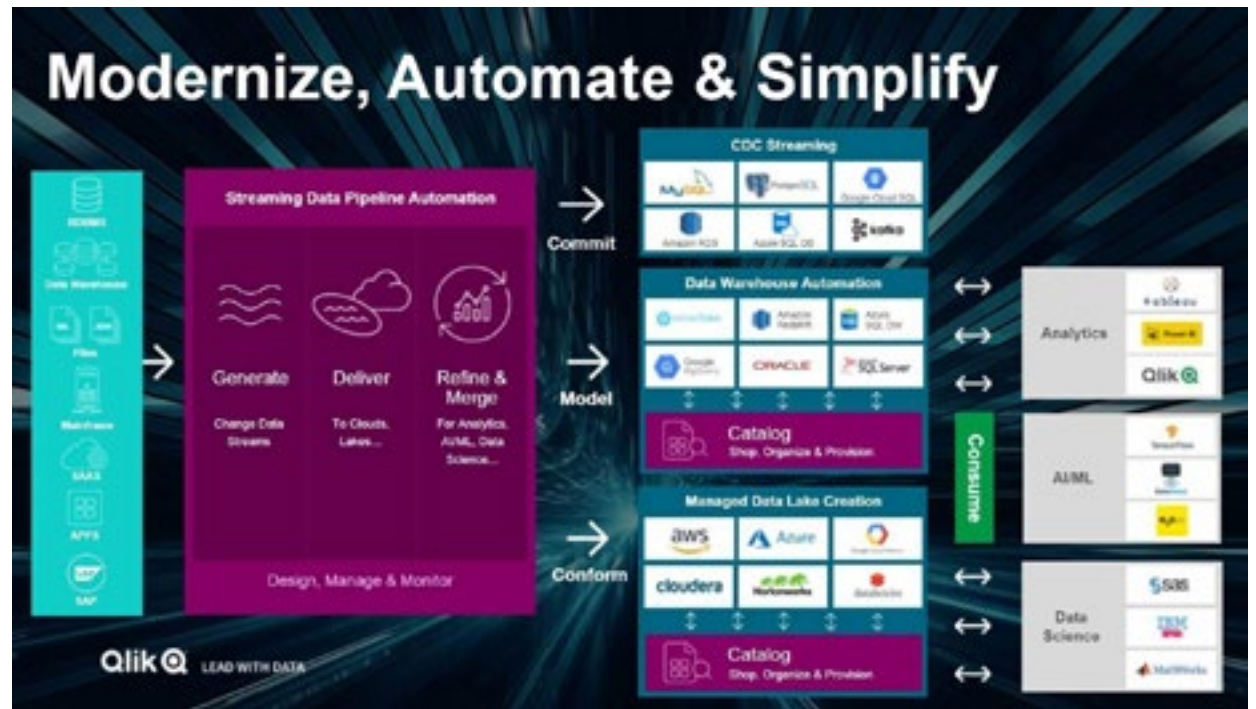 Modernize, Automate & Simplify
RDBMS
Data Warehouse
Files
Mainframe
SAAS
APPS
SAP
Streaming Data Pipeline Automation
Generate
Change Data
Streams
Deliver
To Clouds,
Lakes...
Refine &
Merge
For Analytics,
AI/ML, Data
Science...
Design, Manage & Monitor
Commit
Model
Conform
CDC Streaming
MySQL
PostgreSQL
Google Cloud SQL
Amazon RDS
Azure SQL DB
kafka
Data Warehouse Automation
snowflake
Amazon
Redshift
Azure
SQL DW
Google
BigQuery
ORACLE
SQL Server
Catalog
Shop, Organize & Provision
Managed Data Lake Creation
aws
Azure
Google Cloud Platform
cloudera
Hortonworks
databricks
Catalog
Shop, Organize & Provision
Consume
Analytics
+ableau
Power BI
Qlik
AI/ML
TensorFlow
Data
Science
sas
IBM
MathWorks
Qlik
LEAD WITH DATA